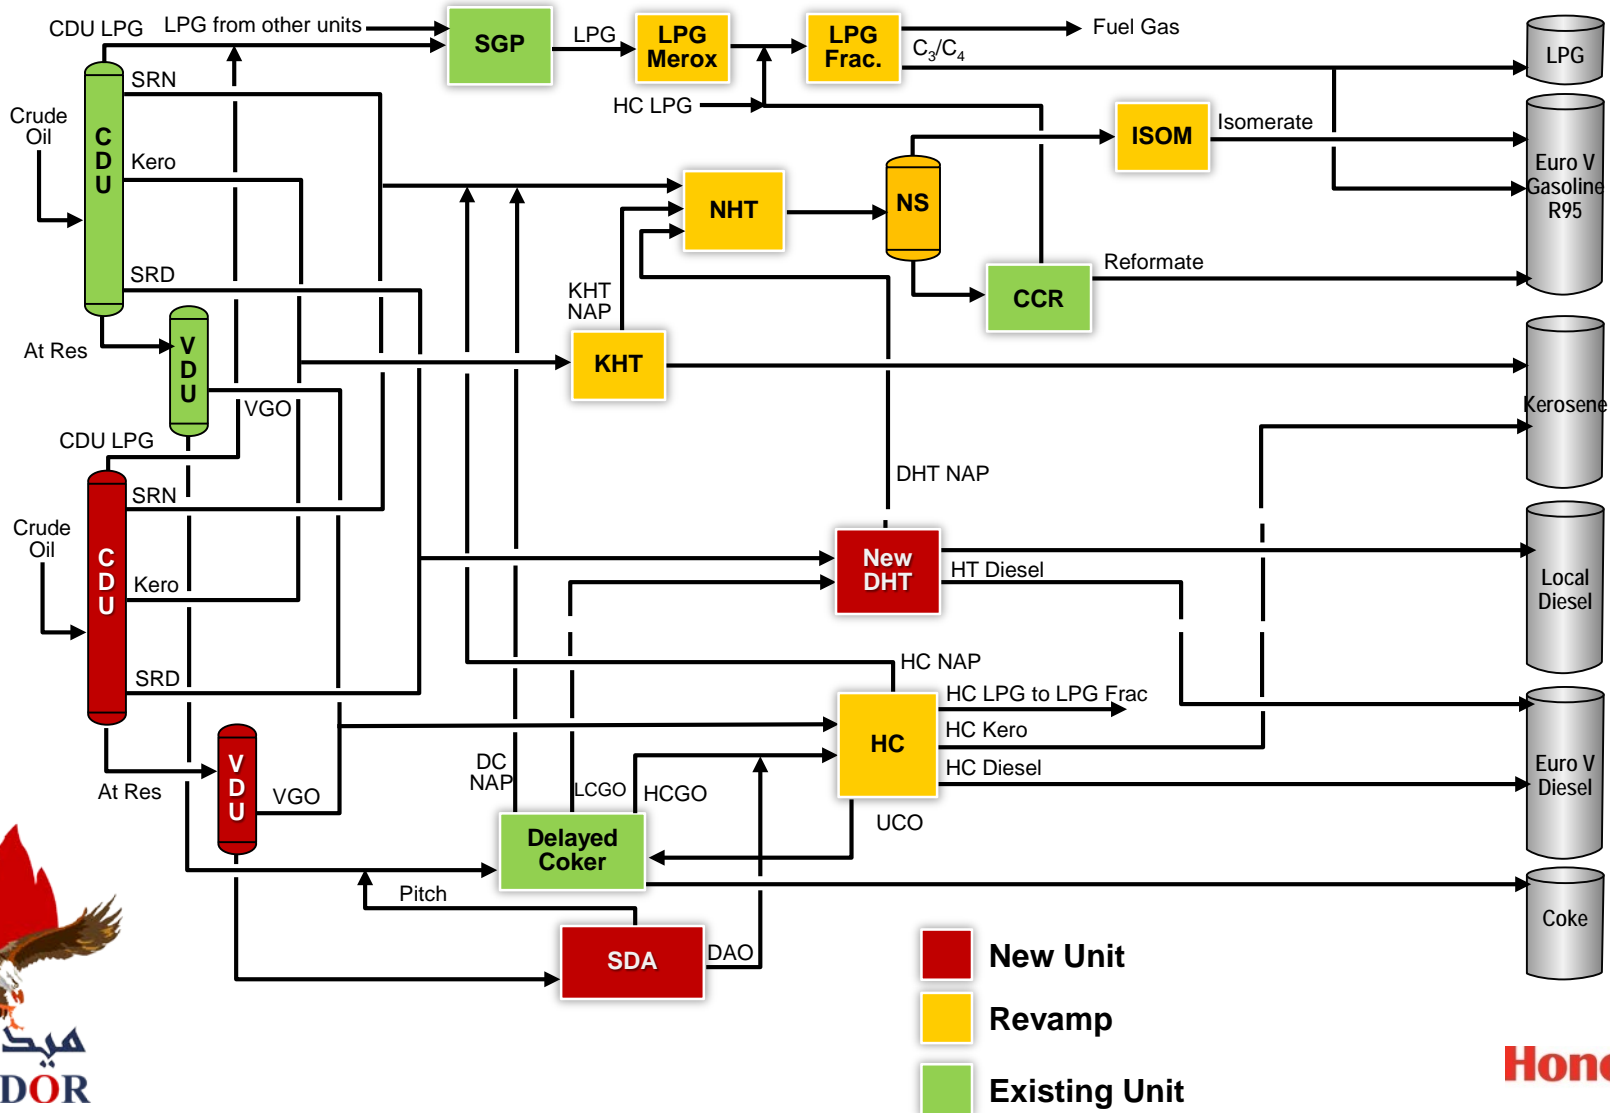 CDU LPG
LPG from other units
SGP
LPG
LPG
Merox
LPG
Frac.
Fuel Gas
C₃/C₄
LPG
SRN
HC LPG
Crude
Oil
C
D
U
Kero
ISOM
Isomerate
Euro V
Gasoline
R95
NHT
NS
SRD
KHT
NAP
CCR
Reformate
At Res
V
D
U
VGO
KHT
Kerosene
CDU LPG
DHT NAP
SRN
Crude
Oil
C
D
U
Kero
New
DHT
HT Diesel
Local
Diesel
SRD
HC NAP
HC LPG to LPG Frac
HC
HC Kero
HC Diesel
Euro V
Diesel
At Res
V
D
U
VGO
DC
NAP
LCGO
HCGO
UCO
Delayed
Coker
Pitch
Coke
SDA
DAO
New Unit
Revamp
Existing Unit
ميد
DOR
Hone